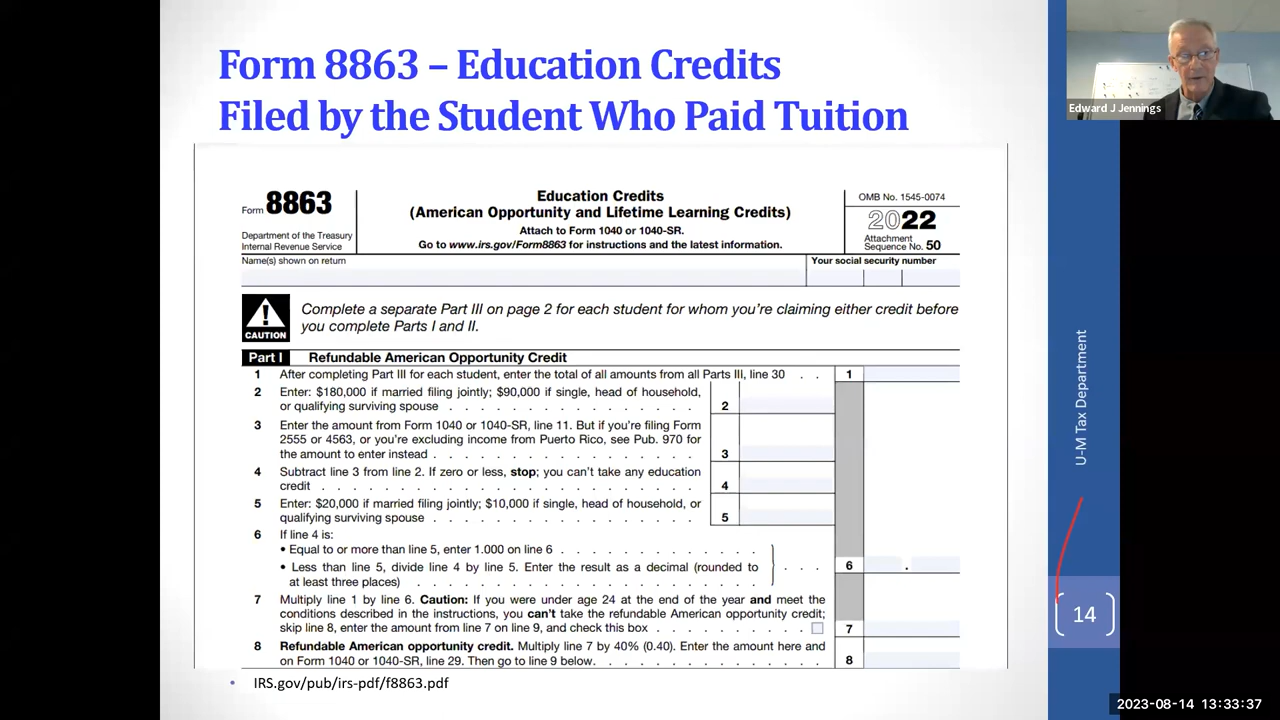 Form 8863 – Education Credits
Filed by the Student Who Paid Tuition
Edward J Jennings
Form 8863
Department of the Treasury
Internal Revenue Service
Education Credits
(American Opportunity and Lifetime Learning Credits)
Attach to Form 1040 or 1040-SR.
Go to www.irs.gov/Form8863 for instructions and the latest information.
OMB No. 1545-0074
2022
Attachment
Sequence No. 50
Name(s) shown on return
Your social security number
CAUTION
Complete a separate Part III on page 2 for each student for whom you're claiming either credit before
you complete Parts I and II.
Part I Refundable American Opportunity Credit
1 After completing Part III for each student, enter the total of all amounts from all Parts III, line 30 . . 1
2 Enter: $180,000 if married filing jointly; $90,000 if single, head of household,
or qualifying surviving spouse . . . . . . . . . . . . . . . 2
3 Enter the amount from Form 1040 or 1040-SR, line 11. But if you're filing Form
2555 or 4563, or you're excluding income from Puerto Rico, see Pub. 970 for
the amount to enter instead . . . . . . . . . . . . . . . . 3
4 Subtract line 3 from line 2. If zero or less, stop; you can't take any education
credit . . . . . . . . . . . . . . . . . . . . . 4
5 Enter: $20,000 if married filing jointly; $10,000 if single, head of household, or
qualifying surviving spouse . . . . . . . . . . . . . . . . 5
6 If line 4 is:
• Equal to or more than line 5, enter 1.000 on line 6 . . . . . . . . . . . .
• Less than line 5, divide line 4 by line 5. Enter the result as a decimal (rounded to . . . 6 .
at least three places) . . . . . . . . . . . . . . . . . .
7 Multiply line 1 by line 6. Caution: If you were under age 24 at the end of the year and meet the
conditions described in the instructions, you can't take the refundable American opportunity credit;
skip line 8, enter the amount from line 7 on line 9, and check this box . . . . . . . . . 7
8 Refundable American opportunity credit. Multiply line 7 by 40% (0.40). Enter the amount here and
on Form 1040 or 1040-SR, line 29. Then go to line 9 below. . . . . . . . . . . . . 8
• IRS.gov/pub/irs-pdf/f8863.pdf
U-M Tax Department
14
2023-08-14 13:33:37